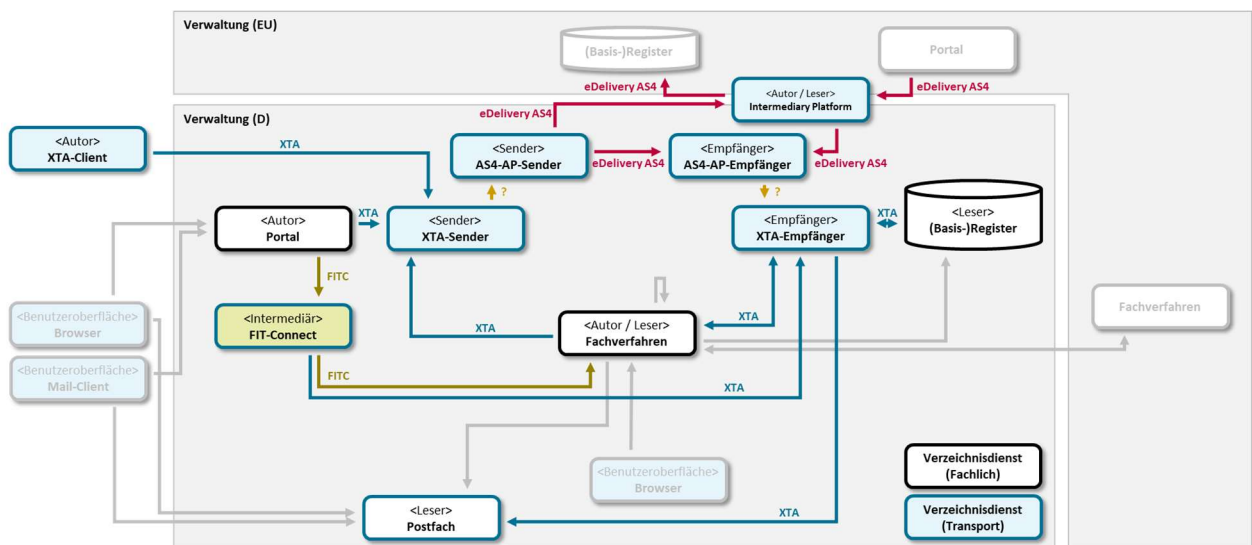 Verwaltung (EU)
(Basis-)Register
Portal
eDelivery AS4
eDelivery AS4
<Autor / Leser>
Intermediary Platform
eDelivery AS4
Verwaltung (D)
<Autor>
XTA-Client
XTA
<Sender>
AS4-AP-Sender
eDelivery AS4
<Empfänger>
AS4-AP-Empfänger
eDelivery AS4
?
?
<Autor>
Portal
XTA
<Sender>
XTA-Sender
<Empfänger>
XTA-Empfänger
XTA
<Leser>
(Basis-)Register
FITC
<Benutzeroberfläche>
Browser
<Intermediär>
FIT-Connect
XTA
<Autor / Leser>
Fachverfahren
XTA
Fachverfahren
<Benutzeroberfläche>
Mail-Client
FITC
XTA
<Benutzeroberfläche>
Browser
Verzeichnisdienst
(Fachlich)
<Leser>
Postfach
XTA
Verzeichnisdienst
(Transport)